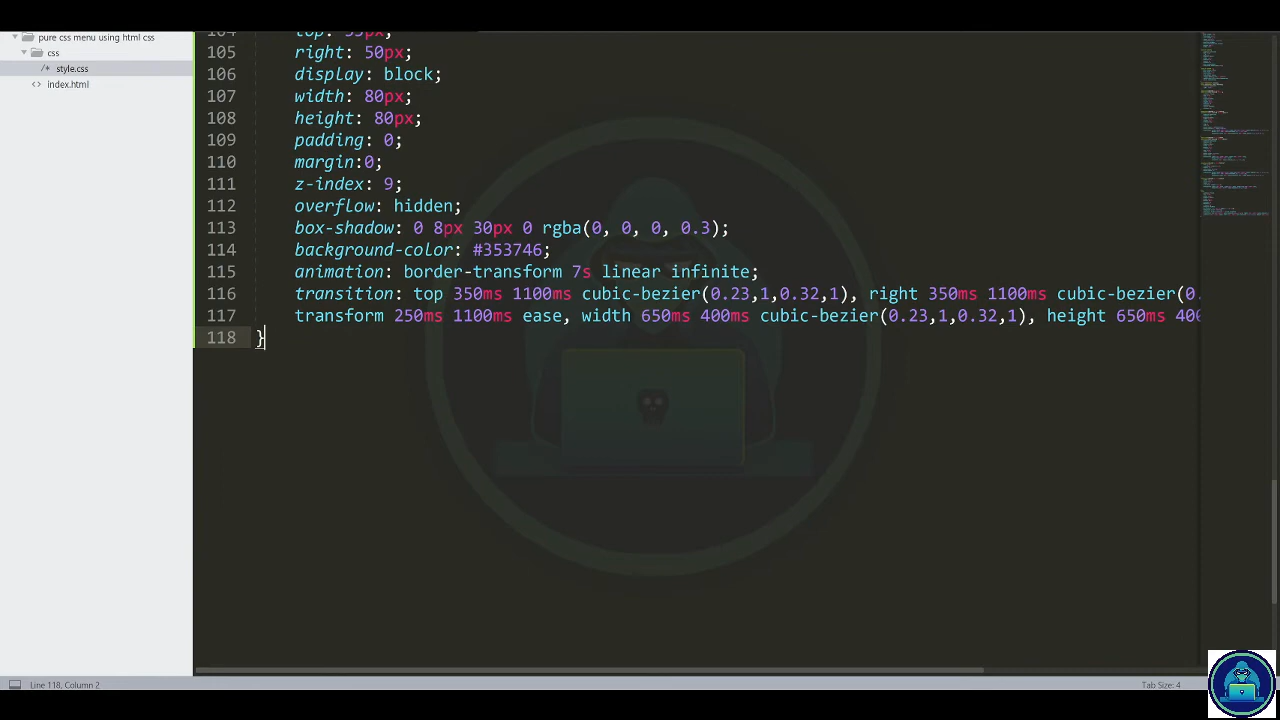 pure css menu using html css
css
/* style.css
<> index.html
105 right: 50px;
106 display: block;
107 width: 80px;
108 height: 80px;
109 padding: 0;
110 margin:0;
111 z-index: 9;
112 overflow: hidden;
113 box-shadow: 0 8px 30px 0 rgba(0, 0, 0, 0.3);
114 background-color: #353746;
115 animation: border-transform 7s linear infinite;
116 transition: top 350ms 1100ms cubic-bezier(0.23,1,0.32,1), right 350ms 1100ms cubic-bezier(0.
117 transform 250ms 1100ms ease, width 650ms 400ms cubic-bezier(0.23,1,0.32,1), height 650ms 400
118 }
Line 118, Column 2
Tab Size: 4